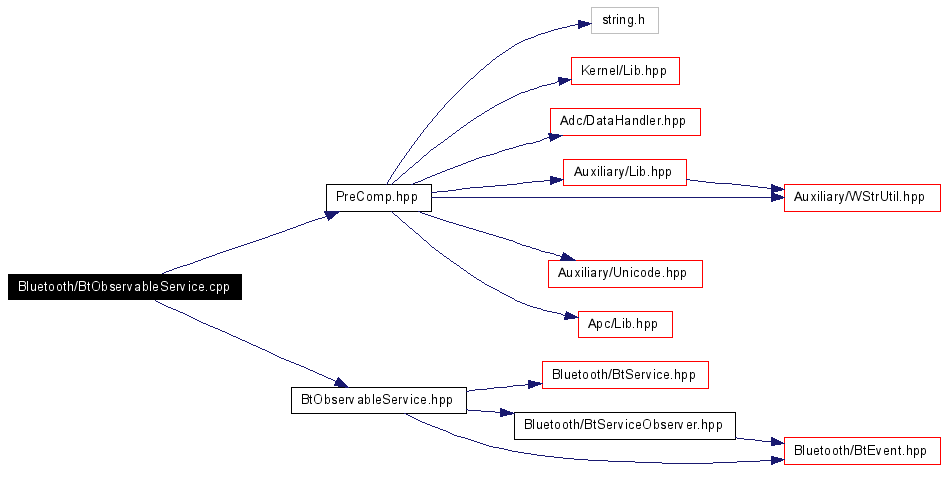 string.h
Kernel/Lib.hpp
Adc/DataHandler.hpp
Auxiliary/Lib.hpp
PreComp.hpp
Auxiliary/WStrUtil.hpp
Auxiliary/Unicode.hpp
Bluetooth/BtObservableService.cpp
Apc/Lib.hpp
Bluetooth/BtService.hpp
BtObservableService.hpp
Bluetooth/BtServiceObserver.hpp
Bluetooth/BtEvent.hpp